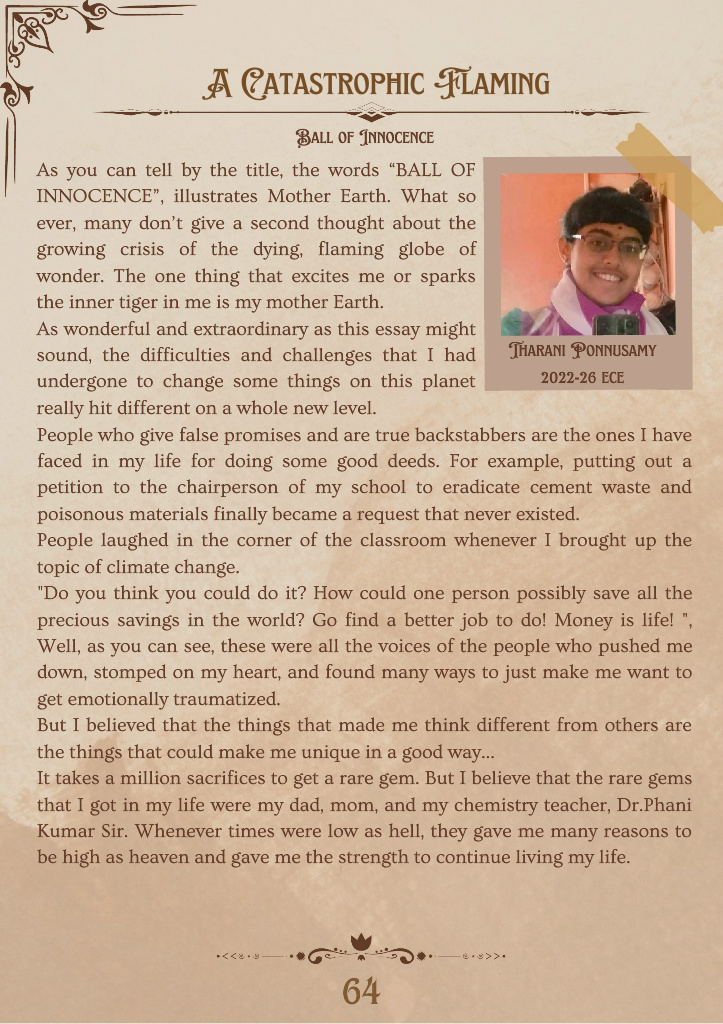 A Catastrophic Flaming
Ball of Innocence
As you can tell by the title, the words “BALL OF
INNOCENCE”, illustrates Mother Earth. What so
ever, many don’t give a second thought about the
growing crisis of the dying, flaming globe of
wonder. The one thing that excites me or sparks
the inner tiger in me is my mother Earth.
As wonderful and extraordinary as this essay might
sound, the difficulties and challenges that I had
undergone to change some things on this planet
really hit different on a whole new level.
Tharani Ponnusamy
2022-26 ECE
People who give false promises and are true backstabbers are the ones I have
faced in my life for doing some good deeds. For example, putting out a
petition to the chairperson of my school to eradicate cement waste and
poisonous materials finally became a request that never existed.
People laughed in the corner of the classroom whenever I brought up the
topic of climate change.
"Do you think you could do it? How could one person possibly save all the
precious savings in the world? Go find a better job to do! Money is life! ",
Well, as you can see, these were all the voices of the people who pushed me
down, stomped on my heart, and found many ways to just make me want to
get emotionally traumatized.
But I believed that the things that made me think different from others are
the things that could make me unique in a good way...
It takes a million sacrifices to get a rare gem. But I believe that the rare gems
that I got in my life were my dad, mom, and my chemistry teacher, Dr.Phani
Kumar Sir. Whenever times were low as hell, they gave me many reasons to
be high as heaven and gave me the strength to continue living my life.
64